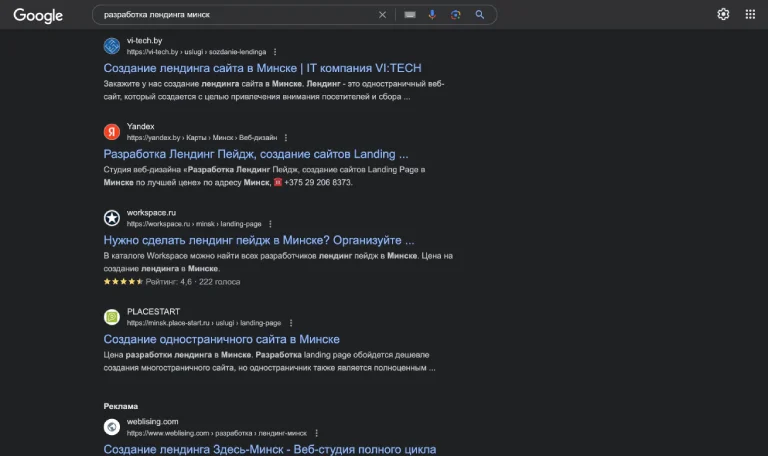 Google
разработка лендинга минск
vi-tech.by
https://vi-tech.by › uslugi › sozdanie-lendinga
Создание лендинга сайта в Минске | IT компания VI:TECH
Закажите у нас создание лендинга сайта в Минске. Лендинг - это одностраничный веб-
сайт, который создается с целью привлечения внимания посетителей и сбора ...
Я
Yandex
https://yandex.by › Карты › Минск › Веб-дизайн
Разработка Лендинг Пейдж, создание сайтов Landing ...
Студия веб-дизайна «Разработка Лендинг Пейдж, создание сайтов Landing Page в
Минске по лучшей цене» по адресу Минск, +375 29 206 8373.
workspace.ru
https://workspace.ru › minsk › landing-page
Нужно сделать лендинг пейдж в Минске? Организуйте ...
В каталоге Workspace можно найти всех разработчиков лендинг пейдж в Минске. Цена на
создание лендинга в Минске.
Рейтинг: 4,6 · 222 голоса
PLACESTART
https://minsk.place-start.ru › uslugi › landing-page
Создание одностраничного сайта в Минске
Цена разработки лендинга в Минске. Разработка landing page обойдется дешевле
создания многостраничного сайта, но одностраничник также является полноценным ...
Реклама
weblising.com
https://www.weblising.com › разработка › лендинг-минск
Создание лендинга Здесь-Минск - Веб-студия полного цикла